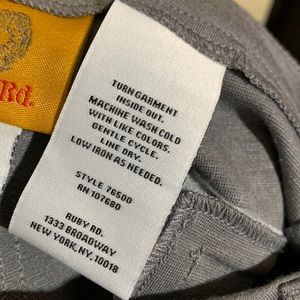 Rd.
TURN GARMENT
INSIDE OUT.
MACHINE WASH COLD
WITH LIKE COLORS.
GENTLE CYCLE.
LINE DRY.
LOW IRON AS NEEDED.
STYLE 76500
RN 107680
RUBY RD.
1333 BROADWAY
NEW YORK, NY. 10018